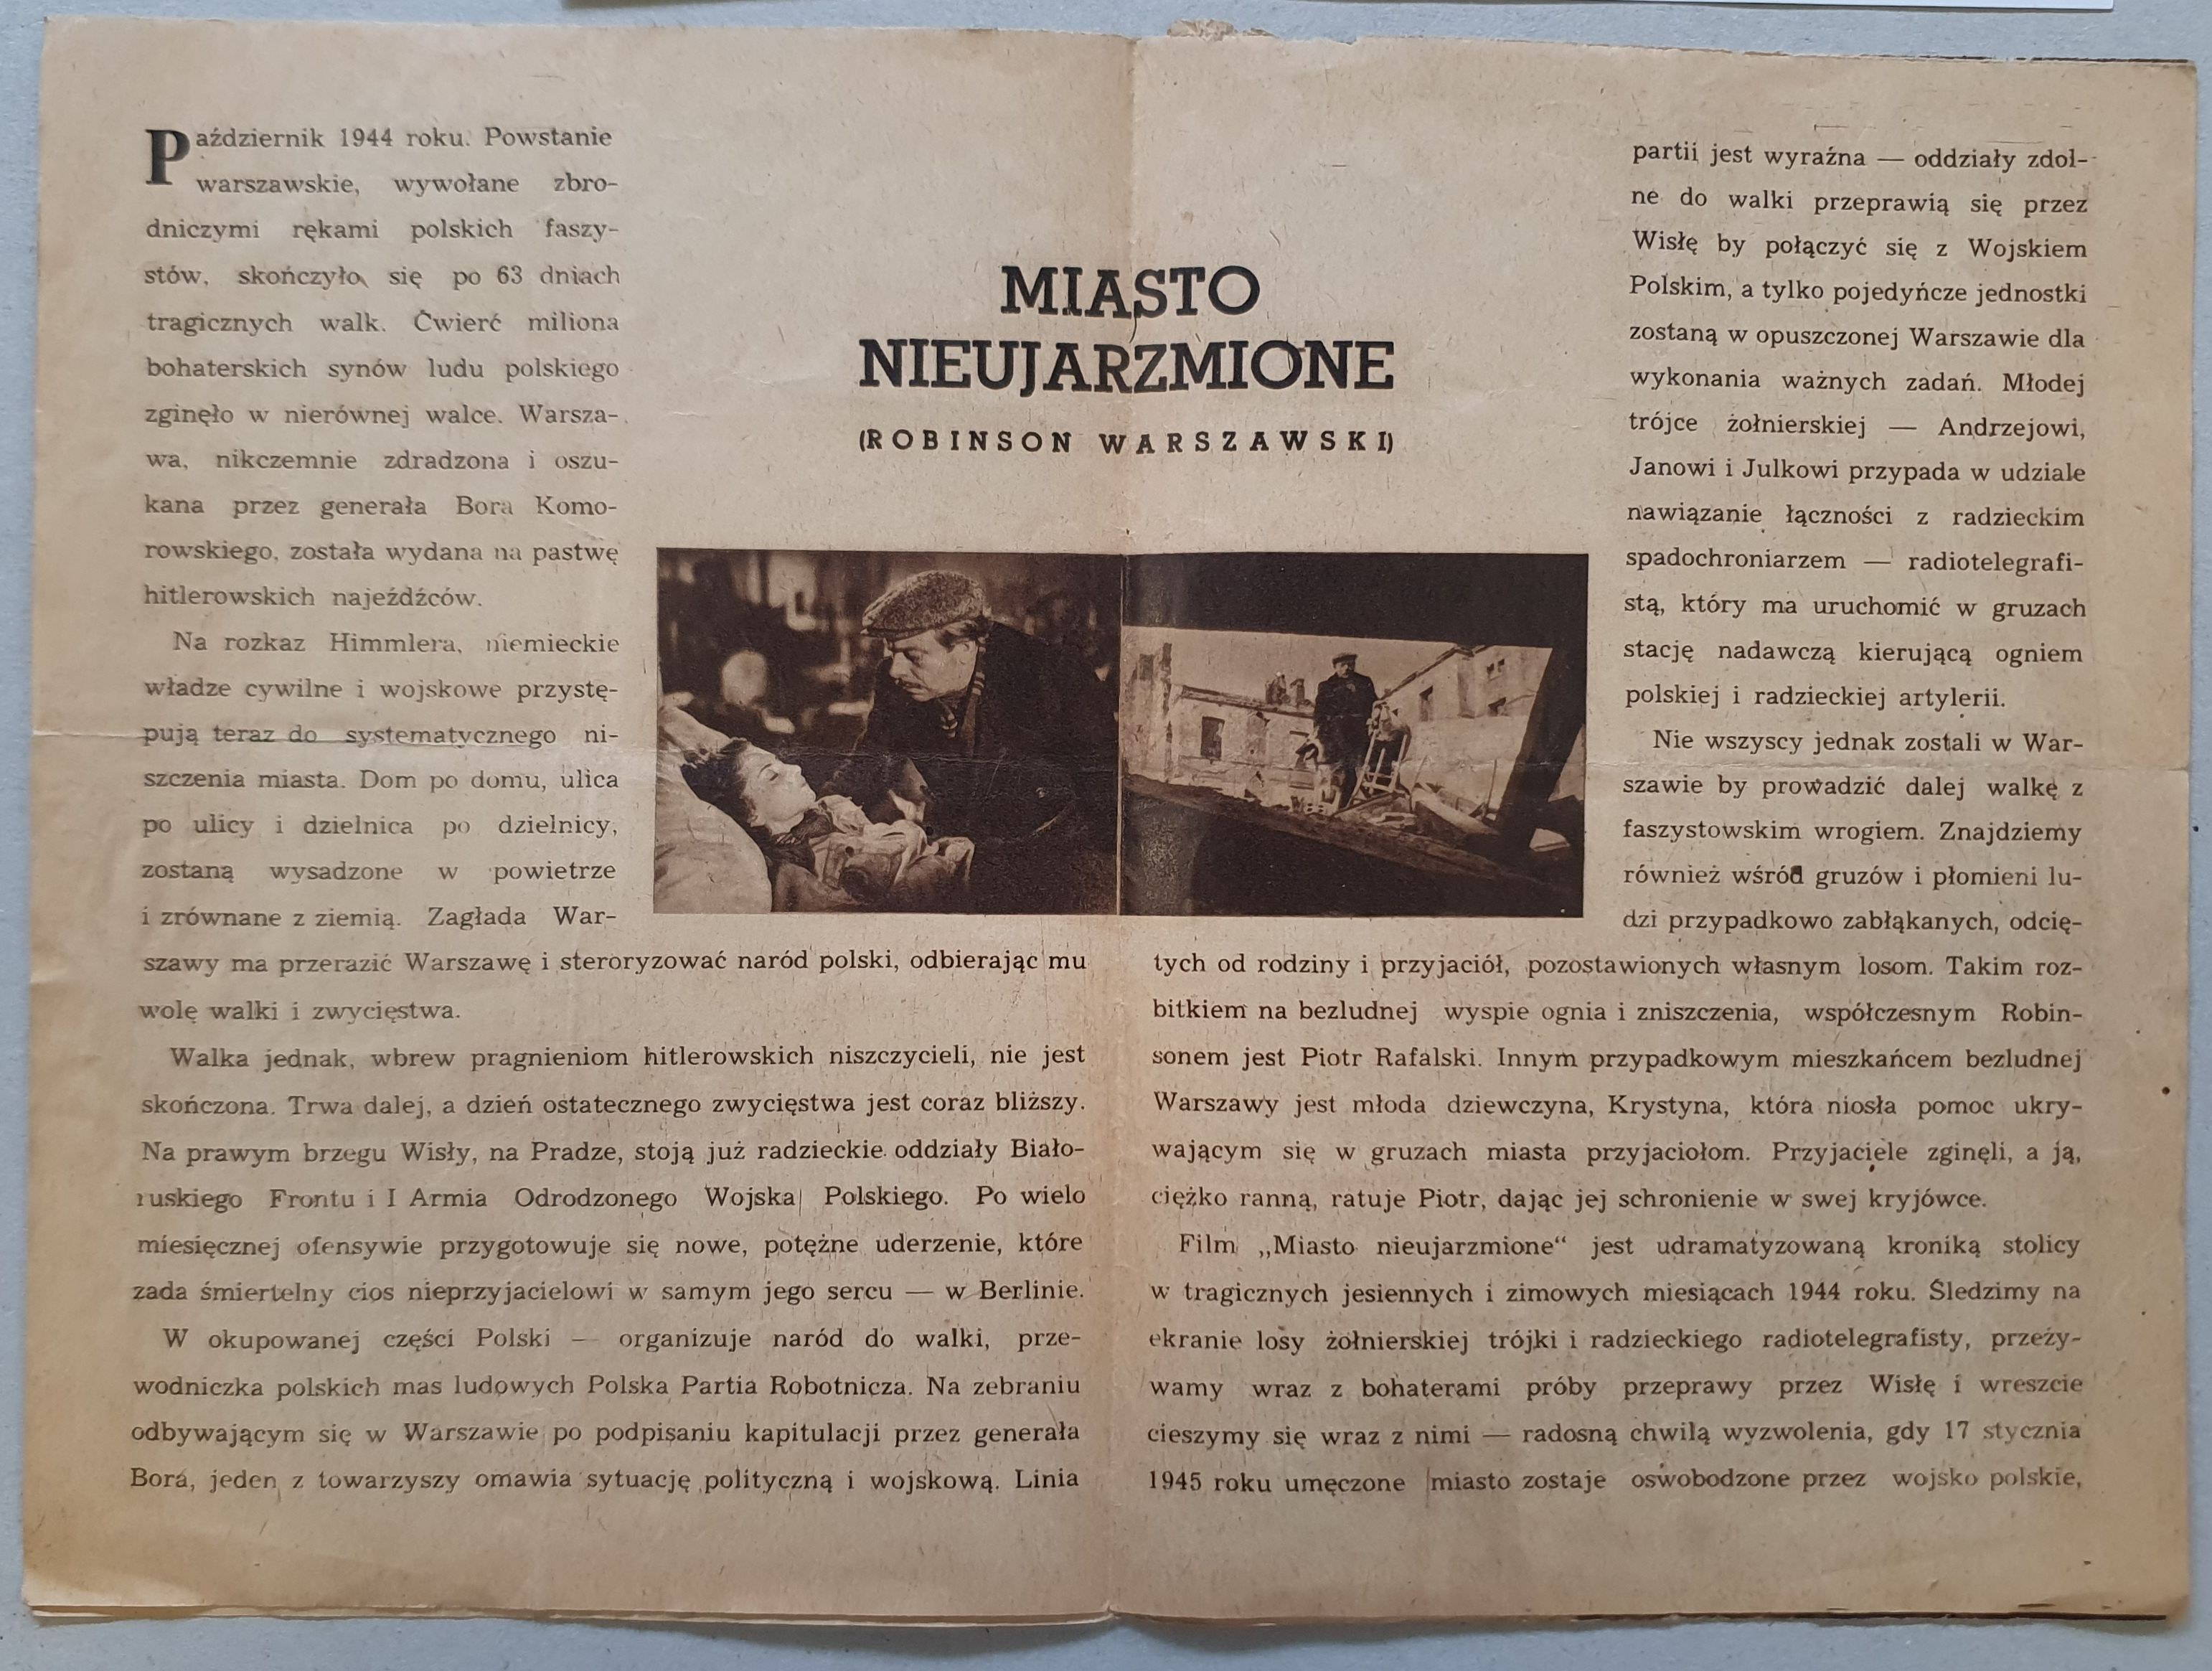 Październik 1944 roku. Powstanie
warszawskie, wywołane zbro-
dniczymi rękami polskich faszy-
stów, skończyło się po 63 dniach
tragicznych walk. Ćwierć miliona
bohaterskich synów ludu polskiego
zginęło w nierównej walce. Warsza-
wa, nikczemnie zdradzona i oszu-
kana przez generała Bora Komo-
rowskiego, została wydana na pastwę
hitlerowskich najeźdźców.
Na rozkaz Himmlera, niemieckie
władze cywilne i wojskowe przystę-
pują teraz do systematycznego ni-
szczenia miasta. Dom po domu, ulica
po ulicy i dzielnica po dzielnicy,
zostaną wysadzone w powietrze
i zrównane z ziemią. Zagłada War-
szawy ma przerazić Warszawę i steroryzować naród polski, odbierając mu
wolę walki i zwycięstwa.
Walka jednak, wbrew pragnieniom hitlerowskich niszczycieli, nie jest
skończona. Trwa dalej, a dzień ostatecznego zwycięstwa jest coraz bliższy.
Na prawym brzegu Wisły, na Pradze, stoją już radzieckie oddziały Biało-
ruskiego Frontu i I Armia Odrodzonego Wojska Polskiego. Po wielo
miesięcznej ofensywie przygotowuje się nowe, potężne uderzenie, które
zada śmiertelny cios nieprzyjacielowi w samym jego sercu — w Berlinie.
W okupowanej części Polski — organizuje naród do walki, prze-
wodniczka polskich mas ludowych Polska Partia Robotnicza. Na zebraniu
odbywającym się w Warszawie po podpisaniu kapitulacji przez generała
Bora, jeden z towarzyszy omawia sytuację polityczną i wojskową. Linia
MIASTO
NIEUJARZMIONE
(ROBINSON WARSZAWSKI)
partii jest wyraźna — oddziały zdol-
ne do walki przeprawią się przez
Wisłę by połączyć się z Wojskiem
Polskim, a tylko pojedyńcze jednostki
zostaną w opuszczonej Warszawie dla
wykonania ważnych zadań. Młodej
trójce żołnierskiej — Andrzejowi,
Janowi i Julkowi przypada w udziale
nawiązanie łączności z radzieckim
spadochroniarzem — radiotelegrafi-
stą, który ma uruchomić w gruzach
stację nadawczą kierującą ogniem
polskiej i radzieckiej artylerii.
Nie wszyscy jednak zostali w War-
szawie by prowadzić dalej walkę z
faszystowskim wrogiem. Znajdziemy
również wśród gruzów i płomieni lu-
dzi przypadkowo zabłąkanych, odcię-
tych od rodziny i przyjaciół, pozostawionych własnym losom. Takim roz-
bitkiem na bezludnej wyspie ognia i zniszczenia, współczesnym Robin-
sonem jest Piotr Rafalski. Innym przypadkowym mieszkańcem bezludnej
Warszawy jest młoda dziewczyna, Krystyna, która niosła pomoc ukry-
wającym się w gruzach miasta przyjaciołom. Przyjaciele zginęli, a ją,
ciężko ranną, ratuje Piotr, dając jej schronienie w swej kryjówce.
Film „Miasto nieujarzmione“ jest udramatyzowaną kroniką stolicy
w tragicznych jesiennych i zimowych miesiącach 1944 roku. Śledzimy na
ekranie losy żołnierskiej trójki i radzieckiego radiotelegrafisty, przeży-
wamy wraz z bohaterami próby przeprawy przez Wisłę i wreszcie
cieszymy się wraz z nimi — radosną chwilą wyzwolenia, gdy 17 stycznia
1945 roku umęczone miasto zostaje oswobodzone przez wojsko polskie,